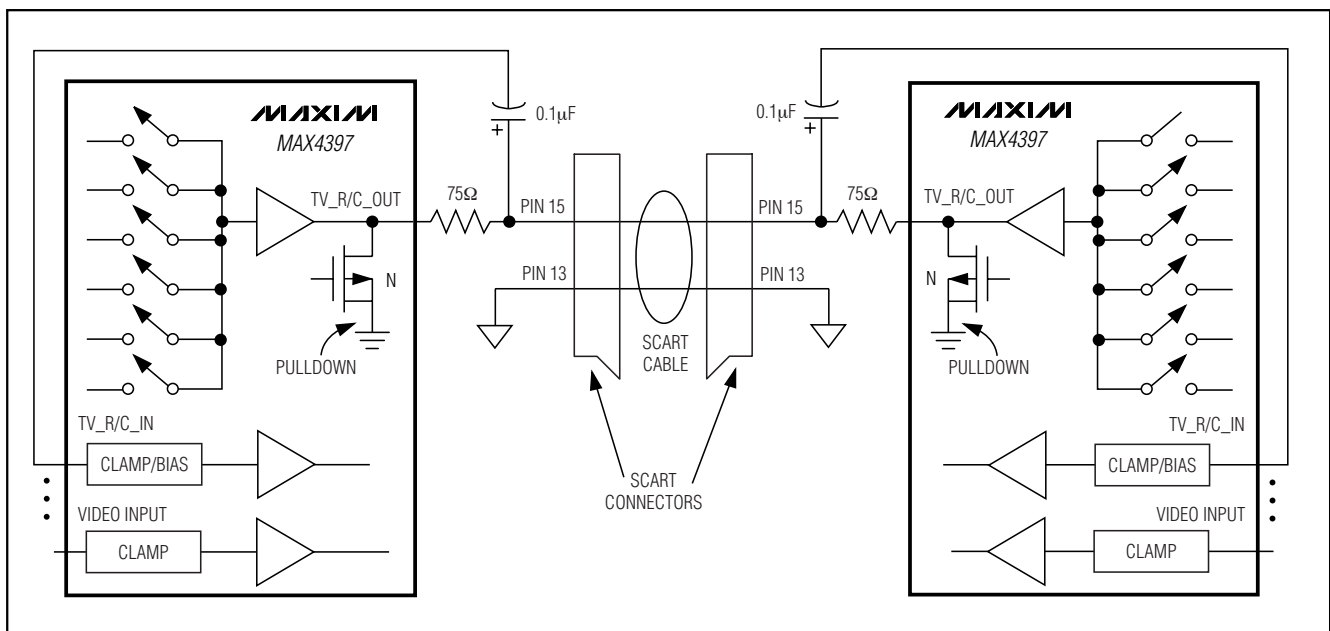 MAXIM
MAX4397
TV_R/C_OUT
N
PULLDOWN
TV_R/C_IN
CLAMP/BIAS
VIDEO INPUT
CLAMP
75Ω
0.1μF
+
PIN 15
PIN 13
SCART
CABLE
SCART
CONNECTORS
0.1μF
+
PIN 15
PIN 13
75Ω
MAXIM
MAX4397
TV_R/C_OUT
N
PULLDOWN
TV_R/C_IN
CLAMP/BIAS
VIDEO INPUT
CLAMP